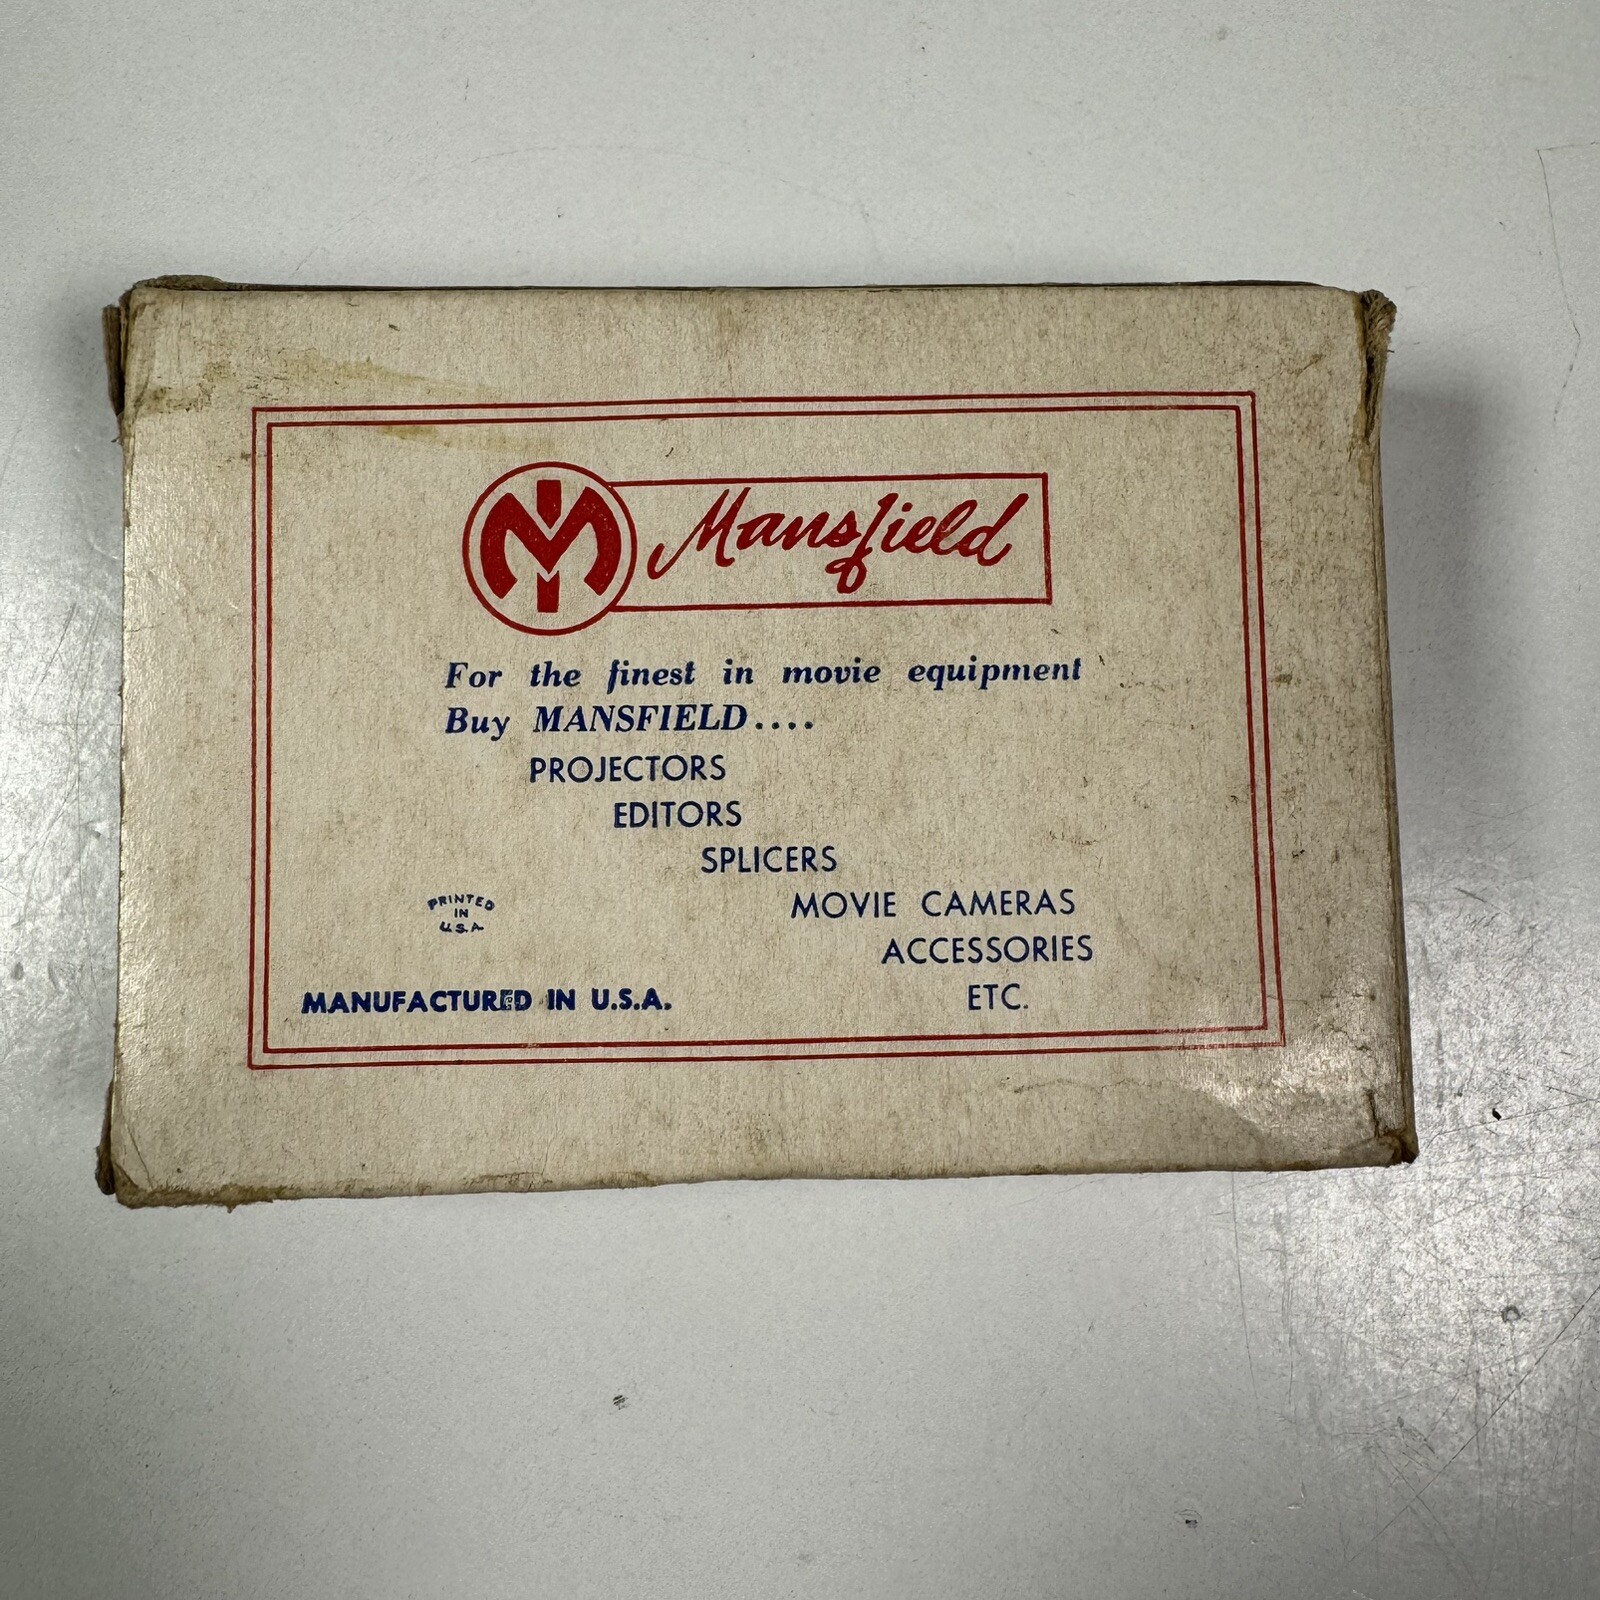 M Mansfield
For the finest in movie equipment
Buy MANSFIELD....
PROJECTORS
EDITORS
SPLICERS
MOVIE CAMERAS
ACCESSORIES
ETC.
PRINTED
IN
U.S.A.
MANUFACTURED IN U.S.A.